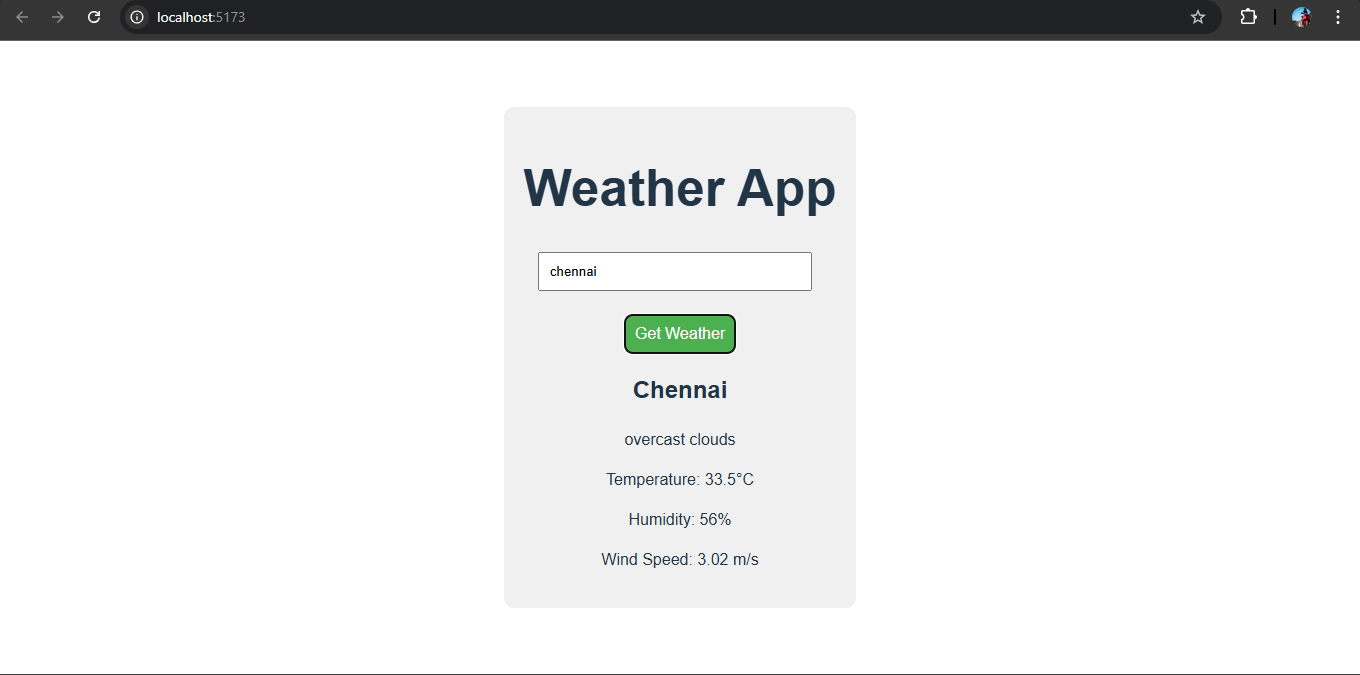 localhost:5173
Weather App
chennai
Get Weather
Chennai
overcast clouds
Temperature: 33.5°C
Humidity: 56%
Wind Speed: 3.02 m/s